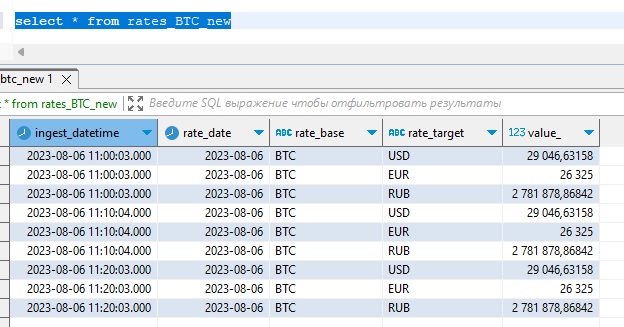 select * from rates_BTC_new
btc_new 1
* from rates_BTC_new Введите SQL выражение чтобы отфильтровать результаты
ingest_datetime ABC rate_date ABC rate_base ABC rate_target 123 value_
2023-08-06 11:00:03.000 2023-08-06 BTC USD 29 046,63158
2023-08-06 11:00:03.000 2023-08-06 BTC EUR 26 325
2023-08-06 11:00:03.000 2023-08-06 BTC RUB 2 781 878,86842
2023-08-06 11:10:04.000 2023-08-06 BTC USD 29 046,63158
2023-08-06 11:10:04.000 2023-08-06 BTC EUR 26 325
2023-08-06 11:10:04.000 2023-08-06 BTC RUB 2 781 878,86842
2023-08-06 11:20:03.000 2023-08-06 BTC USD 29 046,63158
2023-08-06 11:20:03.000 2023-08-06 BTC EUR 26 325
2023-08-06 11:20:03.000 2023-08-06 BTC RUB 2 781 878,86842